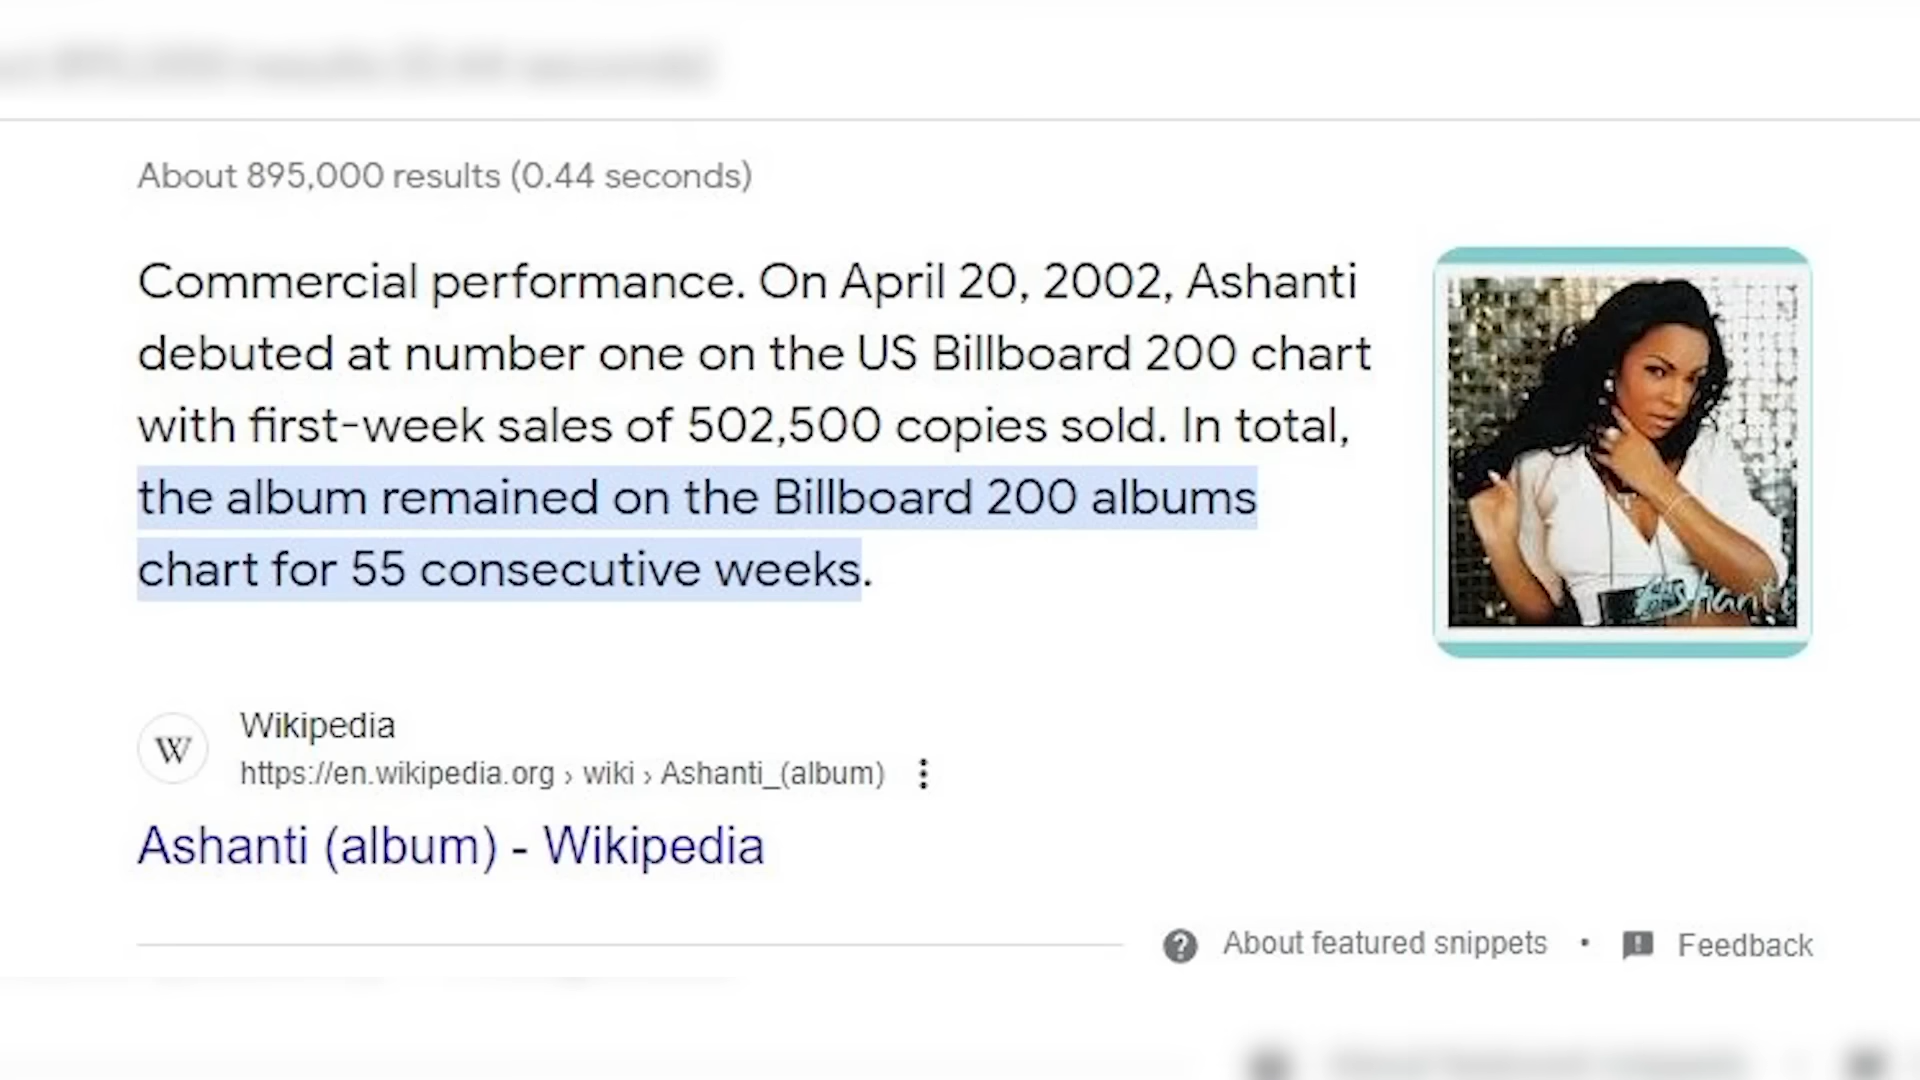 About 895,000 results (0.44 seconds)
Commercial performance. On April 20, 2002, Ashanti
debuted at number one on the US Billboard 200 chart
with first-week sales of 502,500 copies sold. In total,
the album remained on the Billboard 200 albums
chart for 55 consecutive weeks.
Ashanti
W
Wikipedia
https://en.wikipedia.org › wiki › Ashanti_(album)
Ashanti (album) - Wikipedia
About featured snippets • Feedback